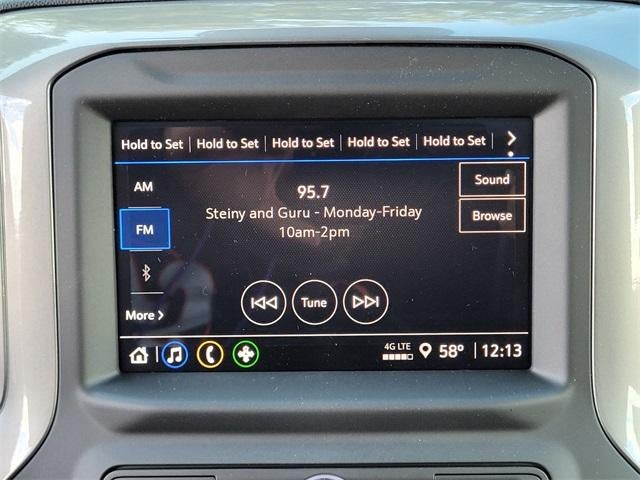 Hold to Set Hold to Set Hold to Set Hold to Set Hold to Set >
AM
Sound
95.7
FM
Steiny and Guru - Monday-Friday
Browse
10am-2pm
Tune
More >
4G LTE 58° 12:13